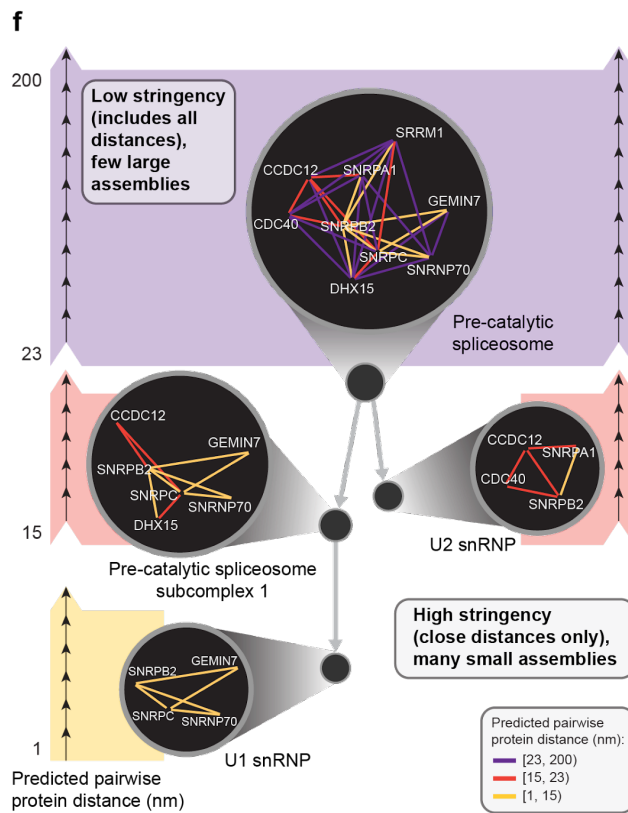 f
200
Low stringency
(includes all
distances),
few large
assemblies
SRRM1
CCDC12
SNRPA1
GEMIN7
CDC40
SNRPB2
SNRPC
SNRNP70
DHX15
Pre-catalytic
spliceosome
23
CCDC12
GEMIN7
SNRPB2
SNRPC
SNRNP70
DHX15
CCDC12
SNRPA1
CDC40
SNRPB2
15
U2 snRNP
Pre-catalytic spliceosome
subcomplex 1
High stringency
(close distances only),
many small assemblies
SNRPB2
GEMIN7
SNRPC
SNRNP70
1
U1 snRNP
Predicted pairwise
protein distance (nm)
Predicted pairwise
protein distance (nm):
[23, 200)
[15, 23)
[1, 15)